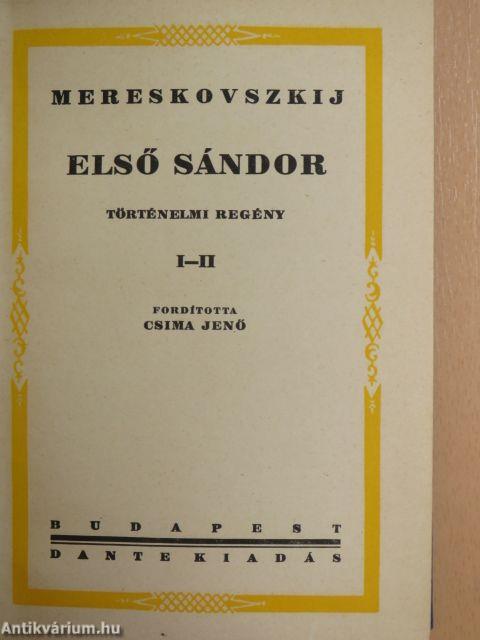 MERESKOVSZKIJ
ELSŐ SÁNDOR
TÖRTÉNELMI REGÉNY
I—II
FORDÍTOTTA
CSIMA JENŐ
BUDAPEST
DANTE KIADÁS
Antikvárium.hu